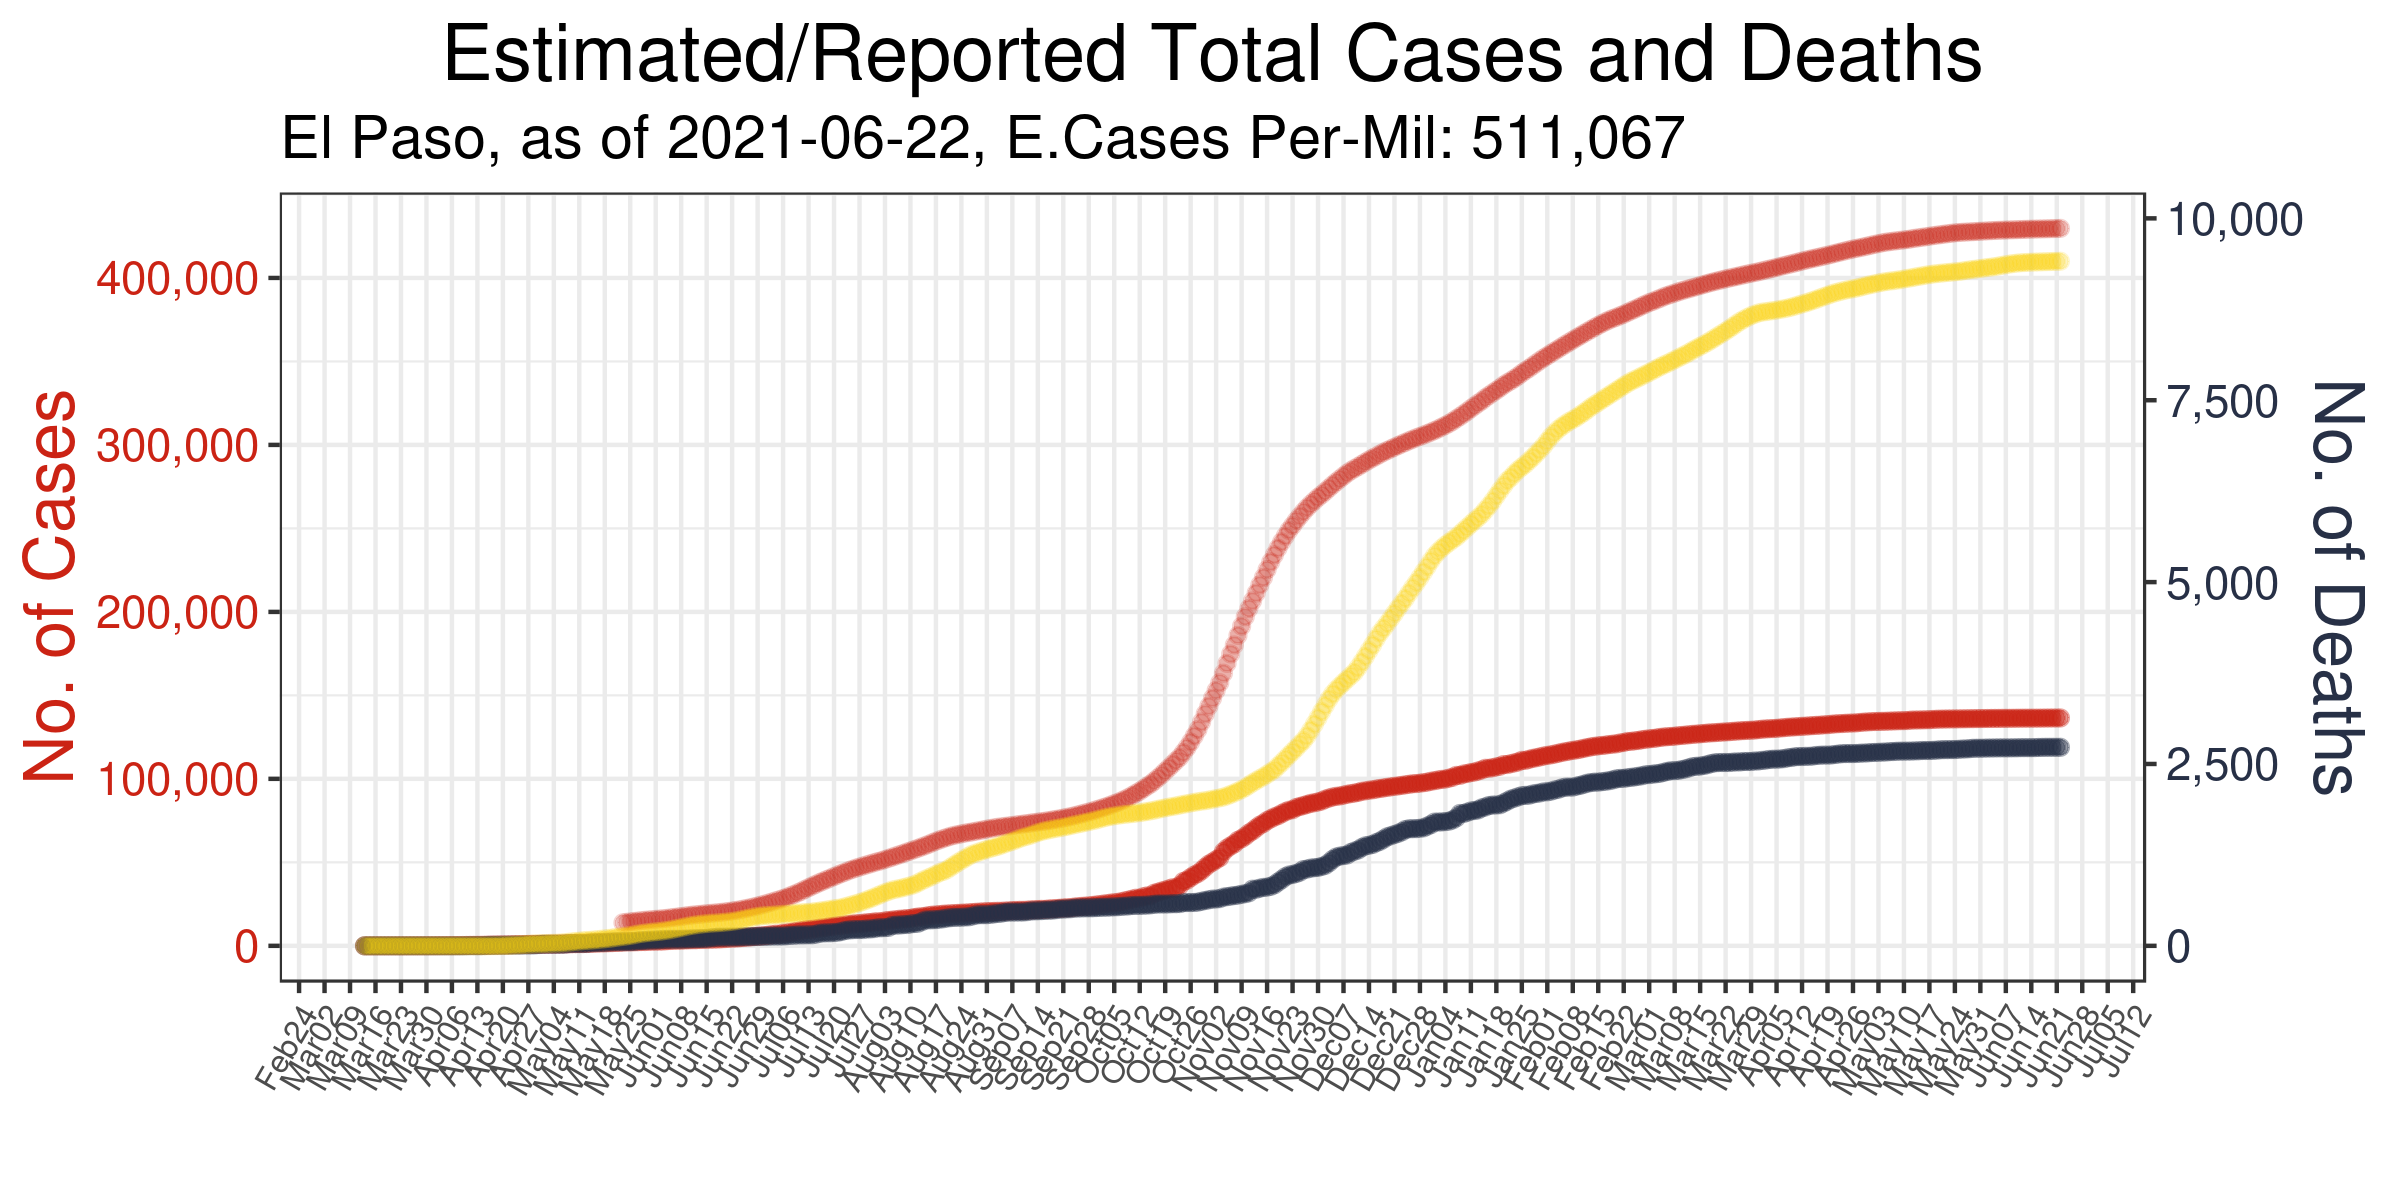 Estimated/Reported Total Cases and Deaths
El Paso, as of 2021-06-22, E.Cases Per-Mil: 511,067
No. of Cases
400,000
300,000
200,000
100,000
0
10,000
7,500
5,000
2,500
0
No. of Deaths
Feb24
Mar02
Mar09
Mar16
Mar23
Mar30
Apr06
Apr13
Apr20
Apr27
May04
May11
May18
May25
Jun01
Jun08
Jun15
Jun22
Jun29
Jul06
Jul13
Jul20
Jul27
Aug03
Aug10
Aug17
Aug24
Aug31
Sep07
Sep14
Sep21
Sep28
Oct05
Oct12
Oct19
Oct26
Nov02
Nov09
Nov16
Nov23
Nov30
Dec07
Dec14
Dec21
Dec28
Jan04
Jan11
Jan18
Jan25
Feb01
Feb08
Feb15
Feb22
Mar01
Mar08
Mar15
Mar22
Mar29
Apr05
Apr12
Apr19
Apr26
May03
May10
May17
May24
May31
Jun07
Jun14
Jun21
Jun28
Jul05
Jul12